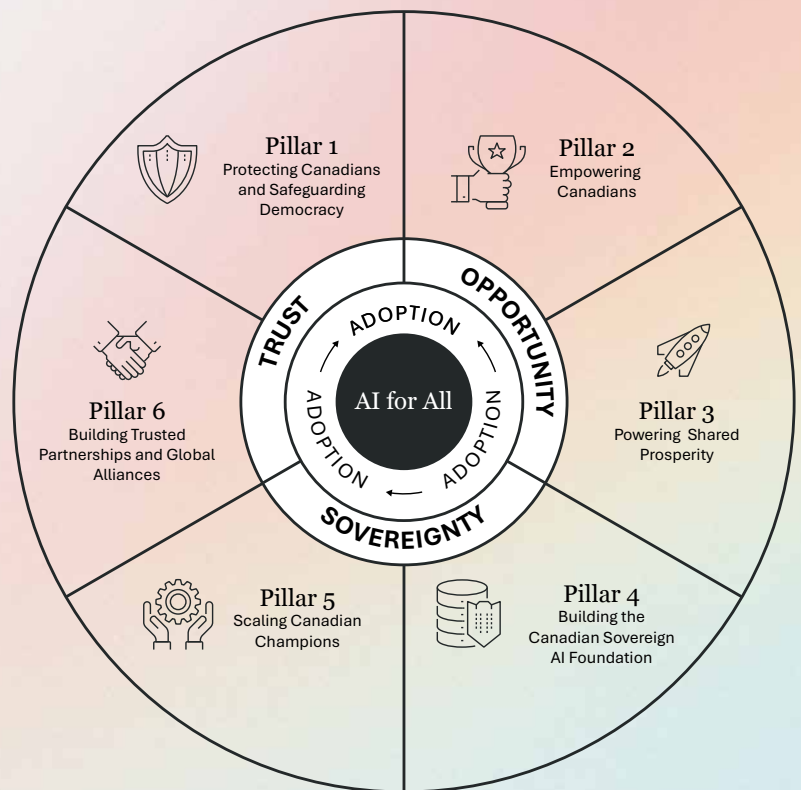 Pillar 1
Protecting Canadians
and Safeguarding
Democracy
Pillar 2
Empowering
Canadians
Pillar 3
Powering Shared
Prosperity
Pillar 4
Building the
Canadian Sovereign
AI Foundation
Pillar 5
Scaling Canadian
Champions
Pillar 6
Building Trusted
Partnerships and Global
Alliances
TRUST
OPPORTUNITY
SOVEREIGNTY
ADOPTION
ADOPTION
ADOPTION
AI for All